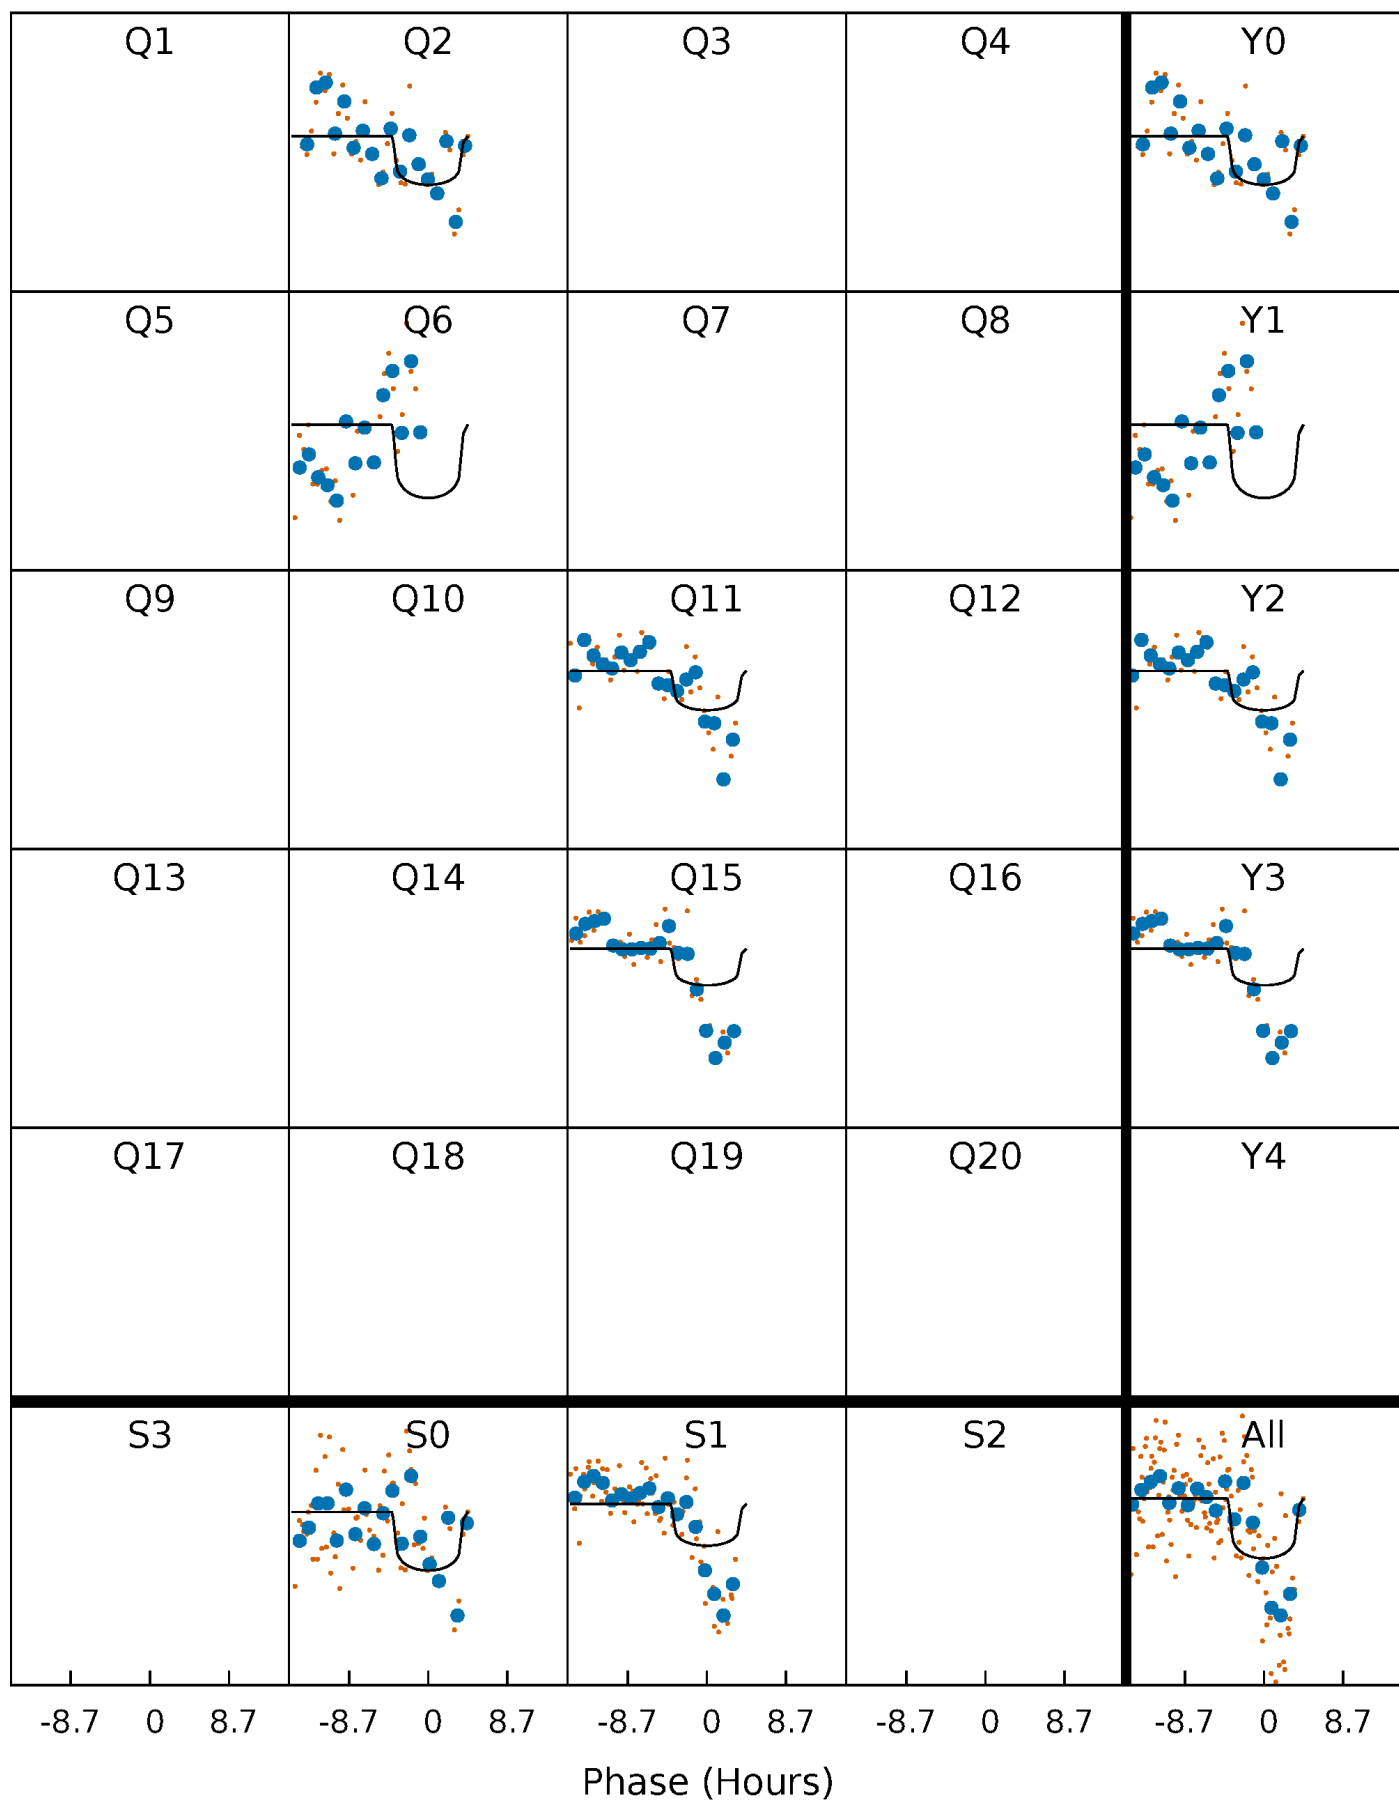 Q1 Q2 Q3 Q4 Y0
Q5 Q6 Q7 Q8 Y1
Q9 Q10 Q11 Q12 Y2
Q13 Q14 Q15 Q16 Y3
Q17 Q18 Q19 Q20 Y4
S3 S0 S1 S2 All
-8.7 0 8.7 -8.7 0 8.7 -8.7 0 8.7 -8.7 0 8.7 -8.7 0 8.7
Phase (Hours)